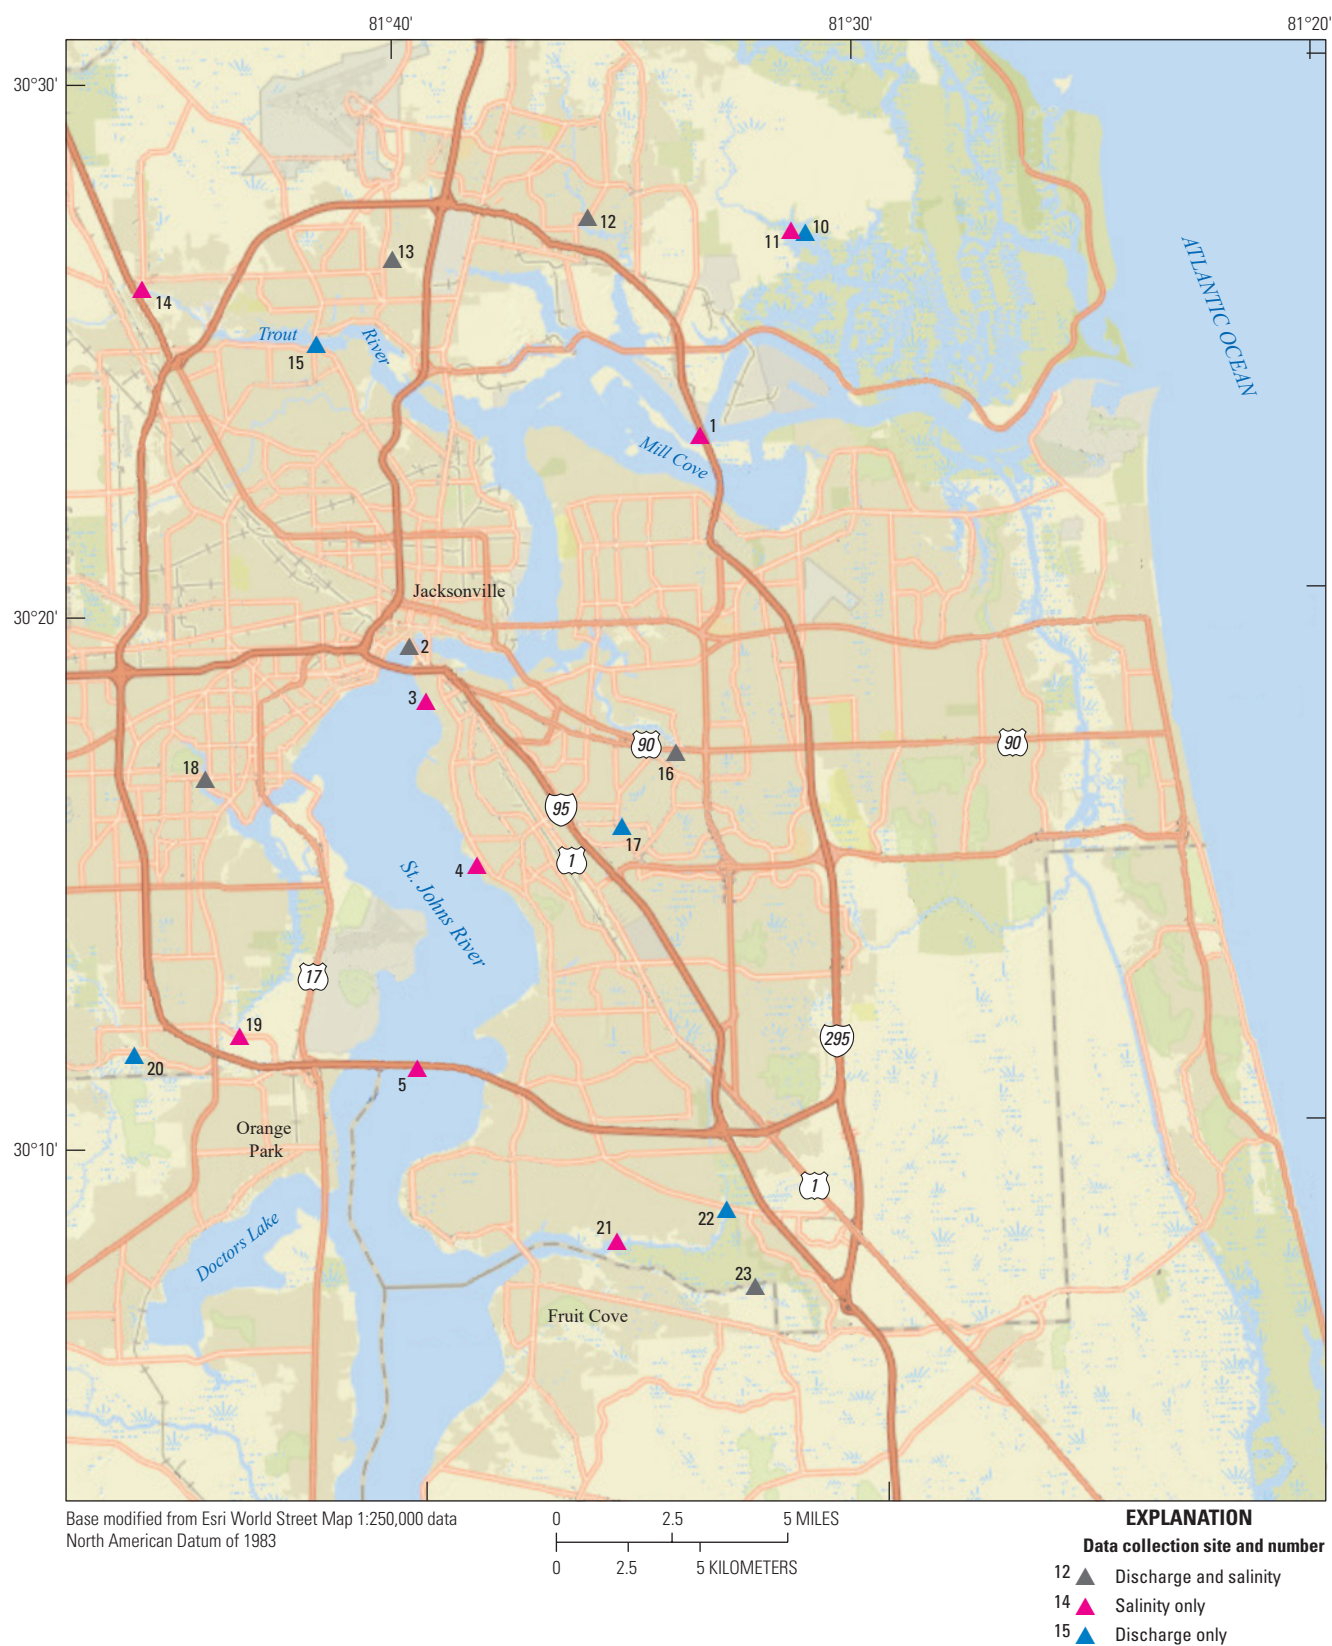 81°40'
81°30'
81°20'
30°30'
12
10
11
13
ATLANTIC OCEAN
14
Trout
River
15
1
Mill Cove
Jacksonville
30°20'
2
3
90
90
16
18
95
17
1
4
St. Johns River
17
19
295
20
5
Orange
Park
30°10'
1
22
21
Doctors Lake
23
Fruit Cove
Base modified from Esri World Street Map 1:250,000 data
North American Datum of 1983
0 2.5 5 MILES
0 2.5 5 KILOMETERS
EXPLANATION
Data collection site and number
12 Discharge and salinity
14 Salinity only
15 Discharge only